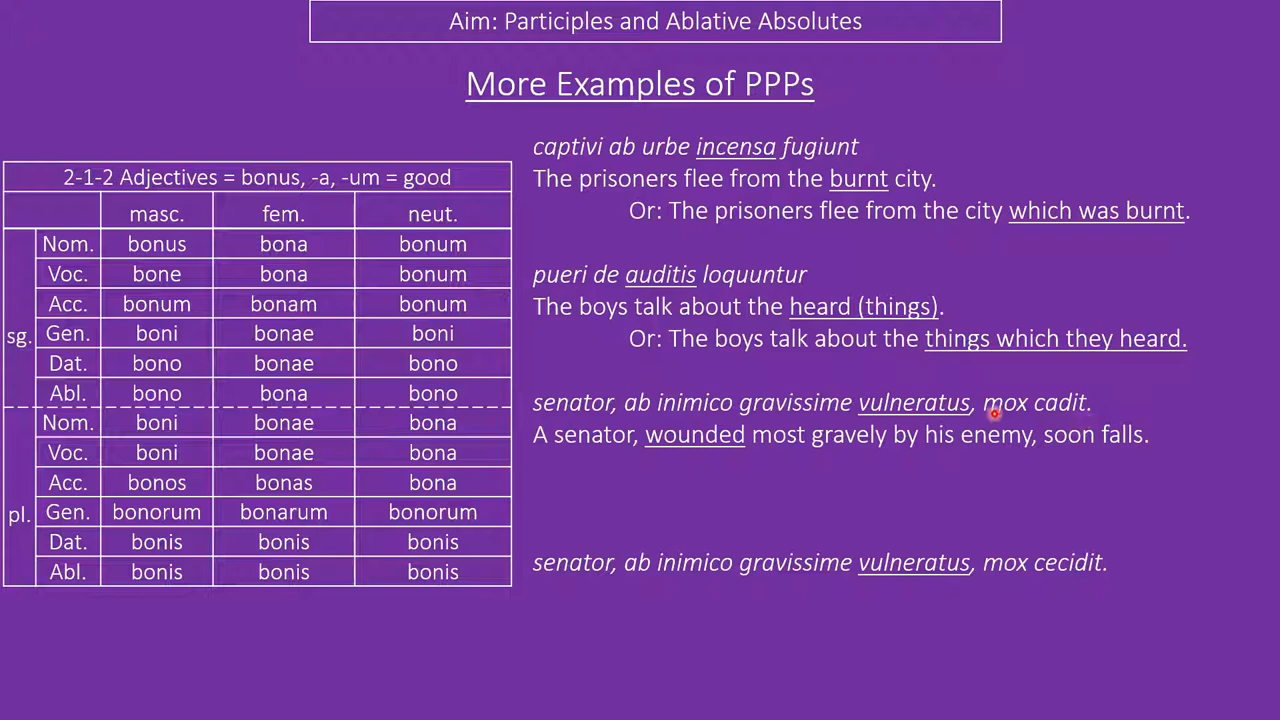 Aim: Participles and Ablative Absolutes
More Examples of PPPs
2-1-2 Adjectives = bonus, -a, -um = good
masc. fem. neut.
sg.
Nom. bonus bona bonum
Voc. bone bona bonum
Acc. bonum bonam bonum
Gen. boni bonae boni
Dat. bono bonae bono
Abl. bono bona bono
pl.
Nom. boni bonae bona
Voc. boni bonae bona
Acc. bonos bonas bona
Gen. bonorum bonarum bonorum
Dat. bonis bonis bonis
Abl. bonis bonis bonis
captivi ab urbe incensa fugiunt
The prisoners flee from the burnt city.
Or: The prisoners flee from the city which was burnt.
pueri de auditis loquuntur
The boys talk about the heard (things).
Or: The boys talk about the things which they heard.
senator, ab inimico gravissime vulneratus, mox cadit.
A senator, wounded most gravely by his enemy, soon falls.
senator, ab inimico gravissime vulneratus, mox cecidit.